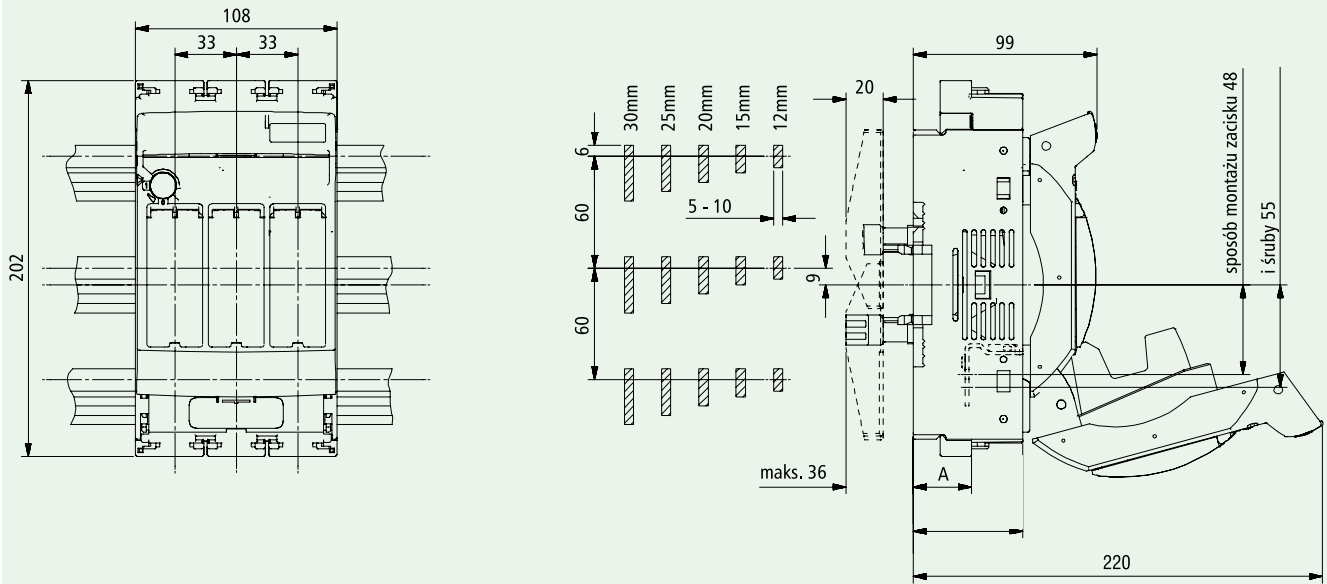 108
33
33
202
30mm
25mm
20mm
15mm
12mm
6
60
60
5 - 10
9
20
99
sposób montażu zacisku 48
i śruby 55
maks. 36
A
220